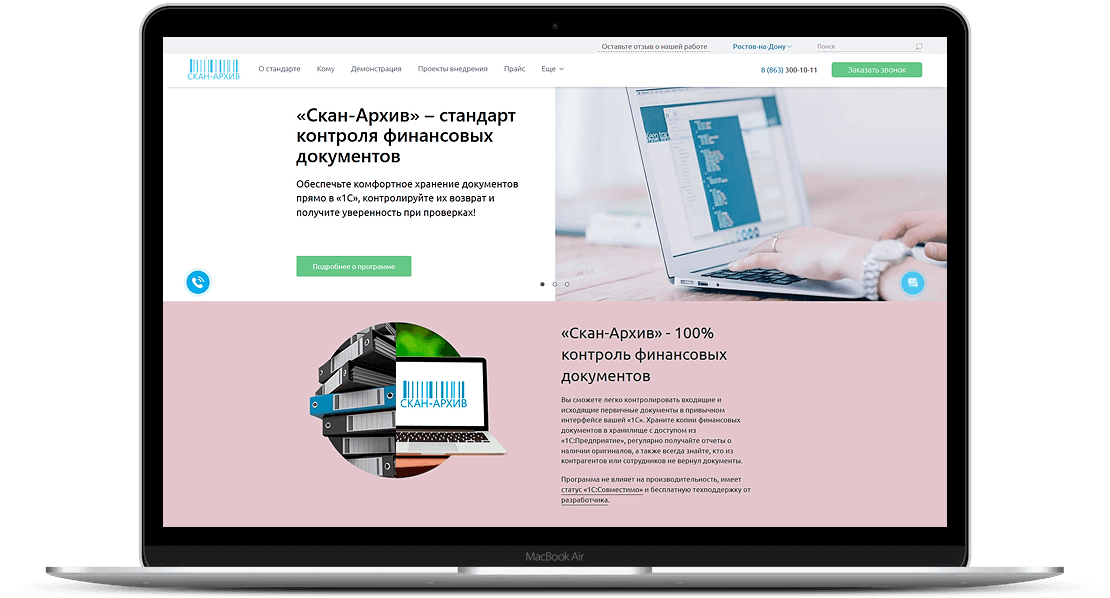 Оставьте отзыв о нашей работе
Ростов-на-Дону
Поиск
СКАН-АРХИВ
О стандарте
Кому
Демонстрация
Проекты внедрения
Прайс
Еще
8 (863) 300-10-11
Заказать звонок
«Скан-Архив» – стандарт
контроля финансовых
документов
Обеспечьте комфортное хранение документов
прямо в «1С», контролируйте их возврат и
получите уверенность при проверках!
Подробнее о программе
СКАН-АРХИВ
«Скан-Архив» - 100%
контроль финансовых
документов
Вы сможете легко контролировать входящие и
исходящие первичные документы в привычном
интерфейсе вашей «1С». Храните копии финансовых
документов в хранилище с доступом из
«1С:Предприятие», регулярно получайте отчеты о
наличии оригиналов, а также всегда знайте, кто из
контрагентов или сотрудников не вернул документы.
Программа не влияет на производительность, имеет
статус «1С:Совместимо» и бесплатную техподдержку от
разработчика.
MacBook Air